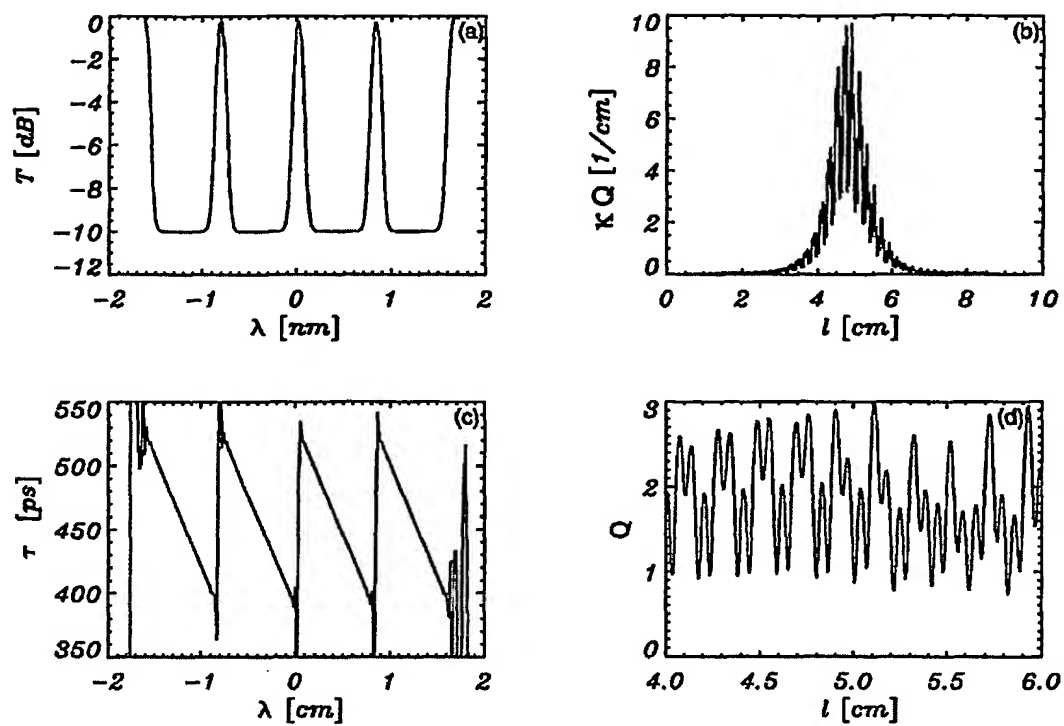 (a)
T [dB]
0
−2
−4
−6
−8
−10
−12
−2 −1 0 1 2
λ [nm]
(b)
κ Q [1/cm]
10
8
6
4
2
0
0 2 4 6 8 10
l [cm]
(c)
τ [ps]
550
500
450
400
350
−2 −1 0 1 2
λ [cm]
(d)
Q
3
2
1
0
4.0 4.5 5.0 5.5 6.0
l [cm]